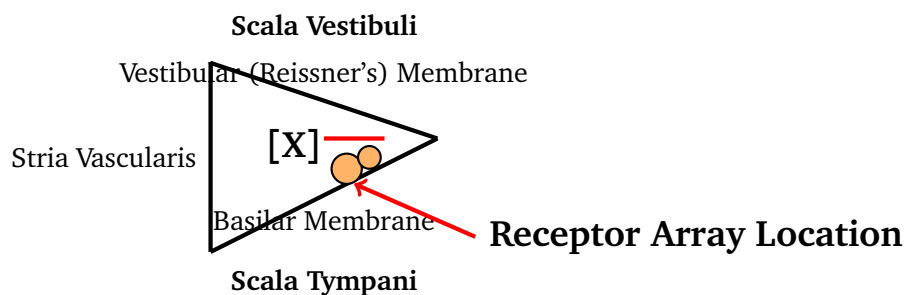 Scala Vestibuli
Vestibular (Reissner's) Membrane
[X]
Stria Vascularis
Basilar Membrane
Receptor Array Location
Scala Tympani